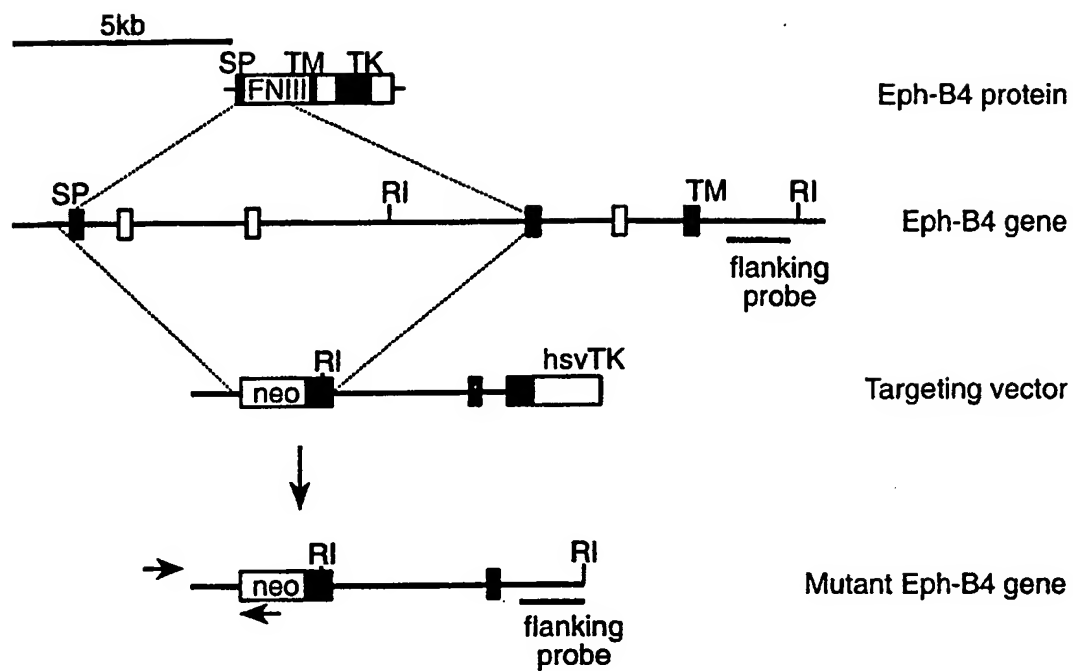 5kb
SP TM TK
FNIII
Eph-B4 protein
SP RI TM RI
Eph-B4 gene
flanking
probe
RI hsvTK
neo
Targeting vector
RI RI
neo
Mutant Eph-B4 gene
flanking
probe